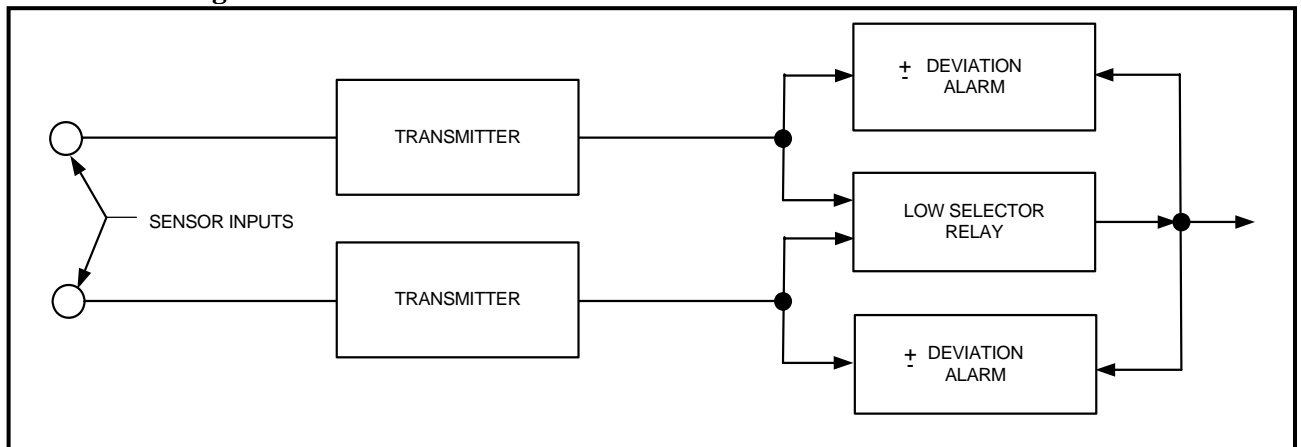 ± DEVIATION
ALARM
TRANSMITTER
LOW SELECTOR
RELAY
SENSOR INPUTS
TRANSMITTER
± DEVIATION
ALARM